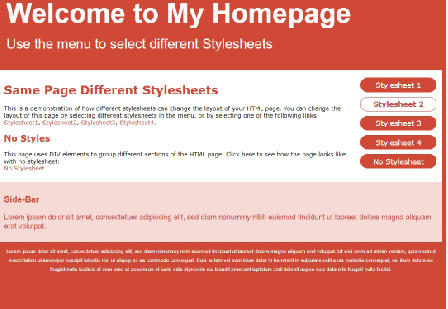 Welcome to My Homepage
Use the menu to select different Stylesheets
Same Page Different Stylesheets
This is a demonstration of how different stylesheets can change the layout of your HTML page. You can change the
layout of this page by selecting different stylesheets in the menu, or by selecting one of the following links:
Stylesheet1, Stylesheet2, Stylesheet3, Stylesheet4.
No Styles
This page uses DIV elements to group different sections of the HTML page. Click here to see how the page looks like
with no stylesheet:
No Stylesheet
Stylesheet 1
Stylesheet 2
Stylesheet 3
Stylesheet 4
No Stylesheet
Side-Bar
Lorem ipsum dolor sit amet, consectetuer adipiscing elit, sed diam nonummy nibh euismod tincidunt ut laoreet dolore magna aliquam
erat volutpat.
Lorem ipsum dolor sit amet, consectetuer adipiscing elit, sed diam nonummy nibh euismod tincidunt ut laoreet dolore magna aliquam erat volutpat. Ut wisi enim ad minim veniam, quis nostrud
exercitation ullamcorper suscipit lobortis nisl ut aliquip ex ea commodo consequat. Duis autem vel eum iriure dolor in hendrerit in vulputate velit esse molestie consequat, vel illum dolore eu
feugiat nulla facilisis at vero eros et accumsan et iusto odio dignissim qui blandit praesent luptatum zzril delenit augue duis dolore te feugait nulla facilisi.